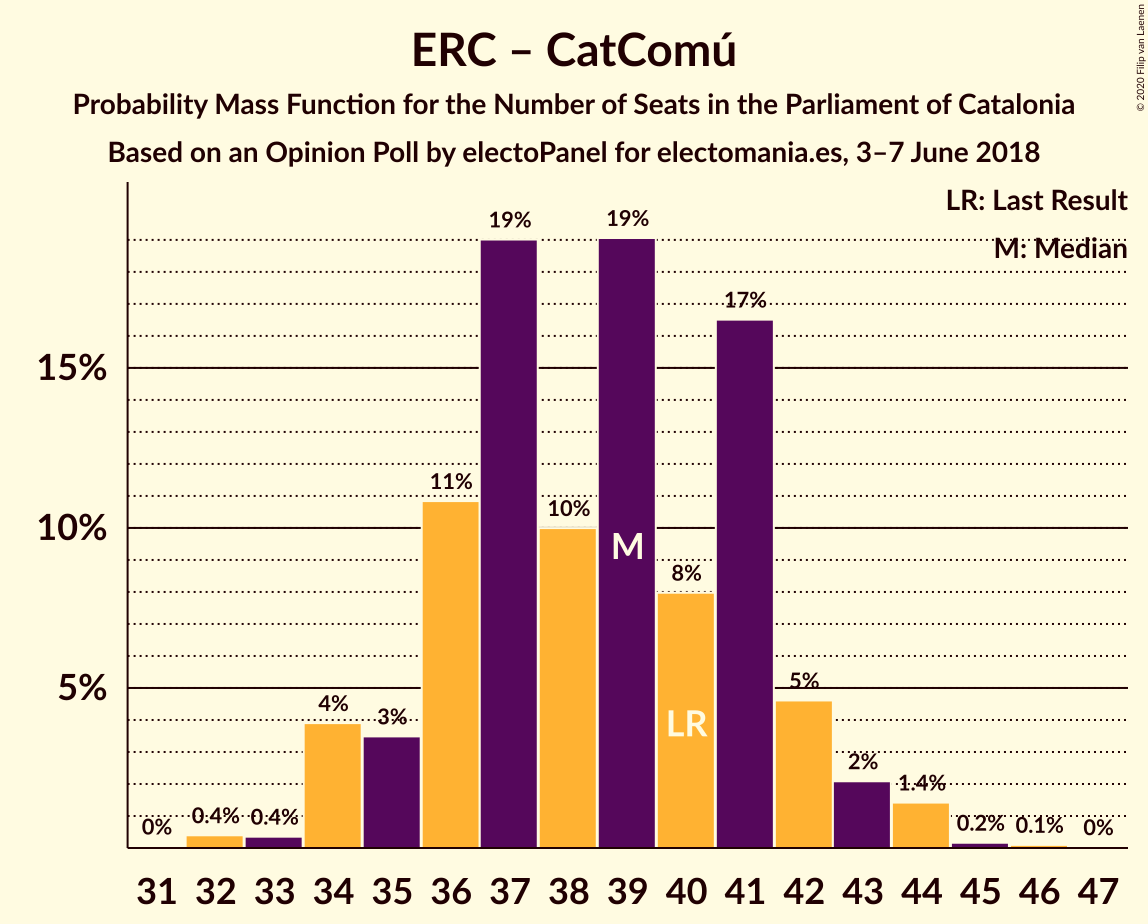 ERC – CatComú
Probability Mass Function for the Number of Seats in the Parliament of Catalonia
Based on an Opinion Poll by electoPanel for electomania.es, 3–7 June 2018
© 2020 Filip van Laenen
LR: Last Result
M: Median
15%
10%
5%
0%
0.4%
0.4%
4%
3%
11%
19%
10%
19%
8%
17%
5%
2%
1.4%
0.2%
0.1%
0%
M
LR
31 32 33 34 35 36 37 38 39 40 41 42 43 44 45 46 47